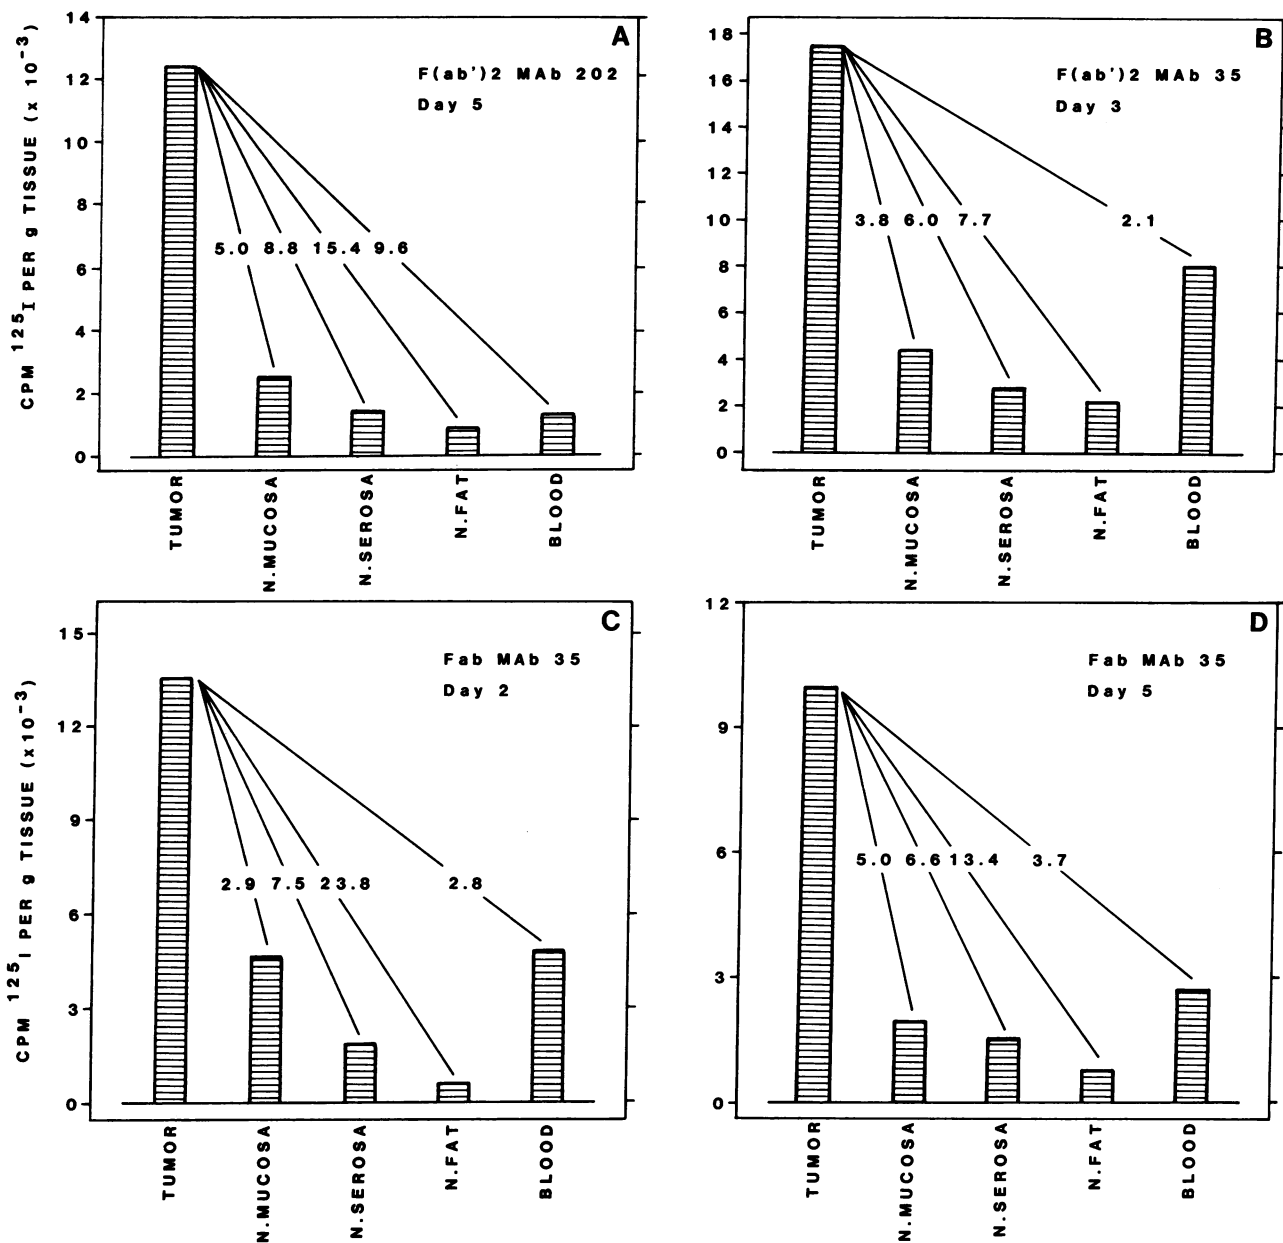 CPM 125I PER g TISSUE (x 10-3)
14
12
10
8
6
4
2
0
A
F(ab')2 MAb 202
Day 5
5.0 8.8 15.4 9.6
TUMOR
N.MUCOSA
N.SEROSA
N.FAT
BLOOD
18
16
14
12
10
8
6
4
2
0
B
F(ab')2 MAb 35
Day 3
3.8 6.0 7.7 2.1
TUMOR
N.MUCOSA
N.SEROSA
N.FAT
BLOOD
CPM 125I PER g TISSUE (x10-3)
15
12
9
6
3
0
C
Fab MAb 35
Day 2
2.9 7.5 23.8 2.8
TUMOR
N.MUCOSA
N.SEROSA
N.FAT
BLOOD
12
9
6
3
0
D
Fab MAb 35
Day 5
5.0 6.6 13.4 3.7
TUMOR
N.MUCOSA
N.SEROSA
N.FAT
BLOOD